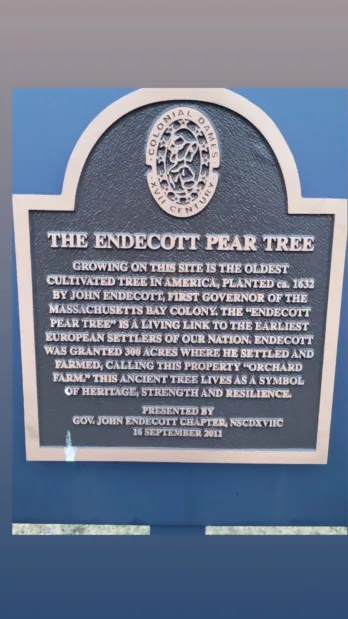 COLONIAL DAMES
XVII CENTURY
THE ENDECOTT PEAR TREE
GROWING ON THIS SITE IS THE OLDEST
CULTIVATED TREE IN AMERICA, PLANTED ca. 1632
BY JOHN ENDECOTT, FIRST GOVERNOR OF THE
MASSACHUSETTS BAY COLONY. THE "ENDECOTT
PEAR TREE" IS A LIVING LINK TO THE EARLIEST
EUROPEAN SETTLERS OF OUR NATION. ENDECOTT
WAS GRANTED 300 ACRES WHERE HE SETTLED AND
FARMED, CALLING THIS PROPERTY "ORCHARD
FARM." THIS ANCIENT TREE LIVES AS A SYMBOL
OF HERITAGE, STRENGTH AND RESILIENCE.
PRESENTED BY
GOV. JOHN ENDECOTT CHAPTER, NSCDXVIIC
16 SEPTEMBER 2011